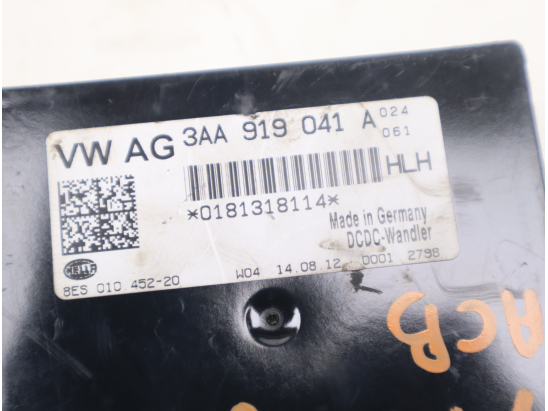 VW AG 3AA 919 041 A 024
061
HLH
*0181318114*
Made in Germany
DCDC-Wandler
HELLA
8ES 010 452-20 W04 14.08.12 0001 2798
ACB